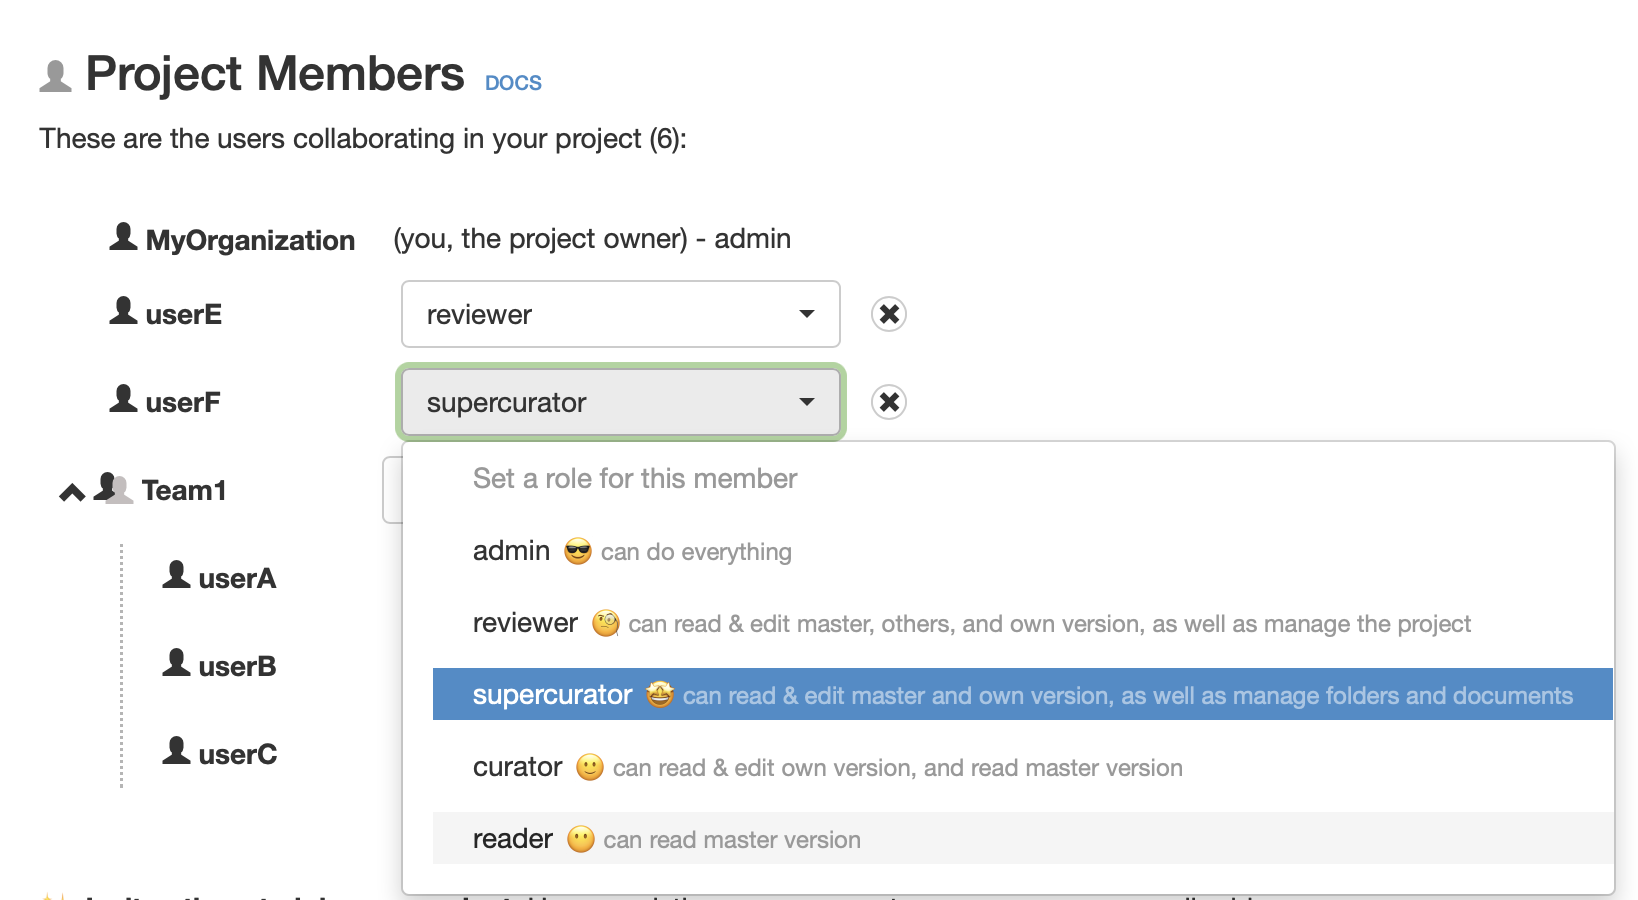 Project Members DOCS
These are the users collaborating in your project (6):
MyOrganization (you, the project owner) - admin
userE reviewer
userF supercurator
Set a role for this member
Team1
admin 😎 can do everything
userA
reviewer 🧐 can read & edit master, others, and own version, as well as manage the project
userB
supercurator 🤩 can read & edit master and own version, as well as manage folders and documents
userC
curator 🙂 can read & edit own version, and read master version
reader 😶 can read master version